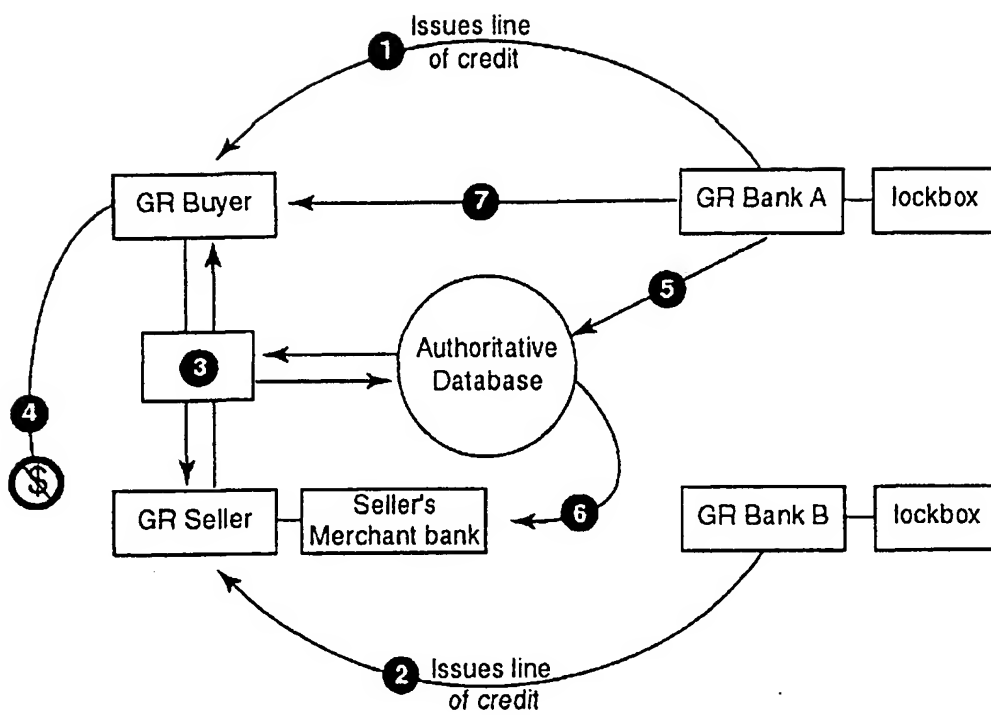 1
Issues line
of credit
GR Buyer
7
GR Bank A
lockbox
5
Authoritative
Database
3
4
$
GR Seller
Seller's
Merchant bank
6
GR Bank B
lockbox
2
Issues line
of credit